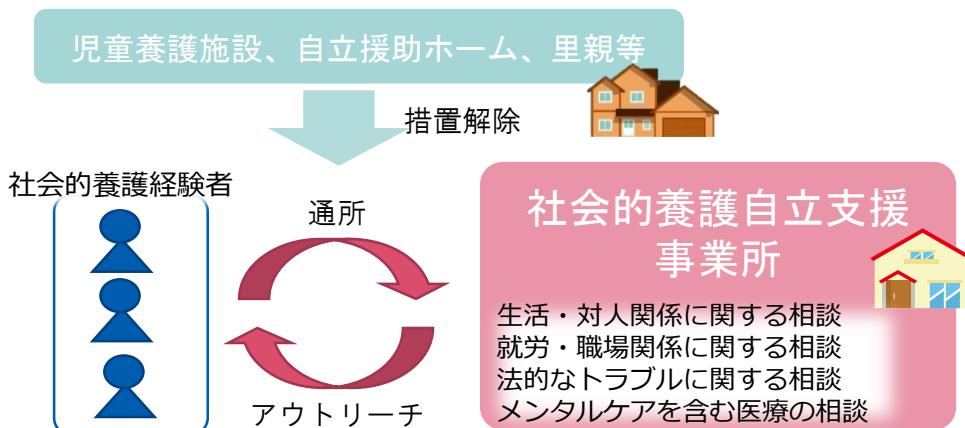 児童養護施設、自立援助ホーム、里親等
措置解除
社会的養護経験者
通所
アウトリーチ
社会的養護自立支援
事業所
生活・対人関係に関する相談
就労・職場関係に関する相談
法的なトラブルに関する相談
メンタルケアを含む医療の相談